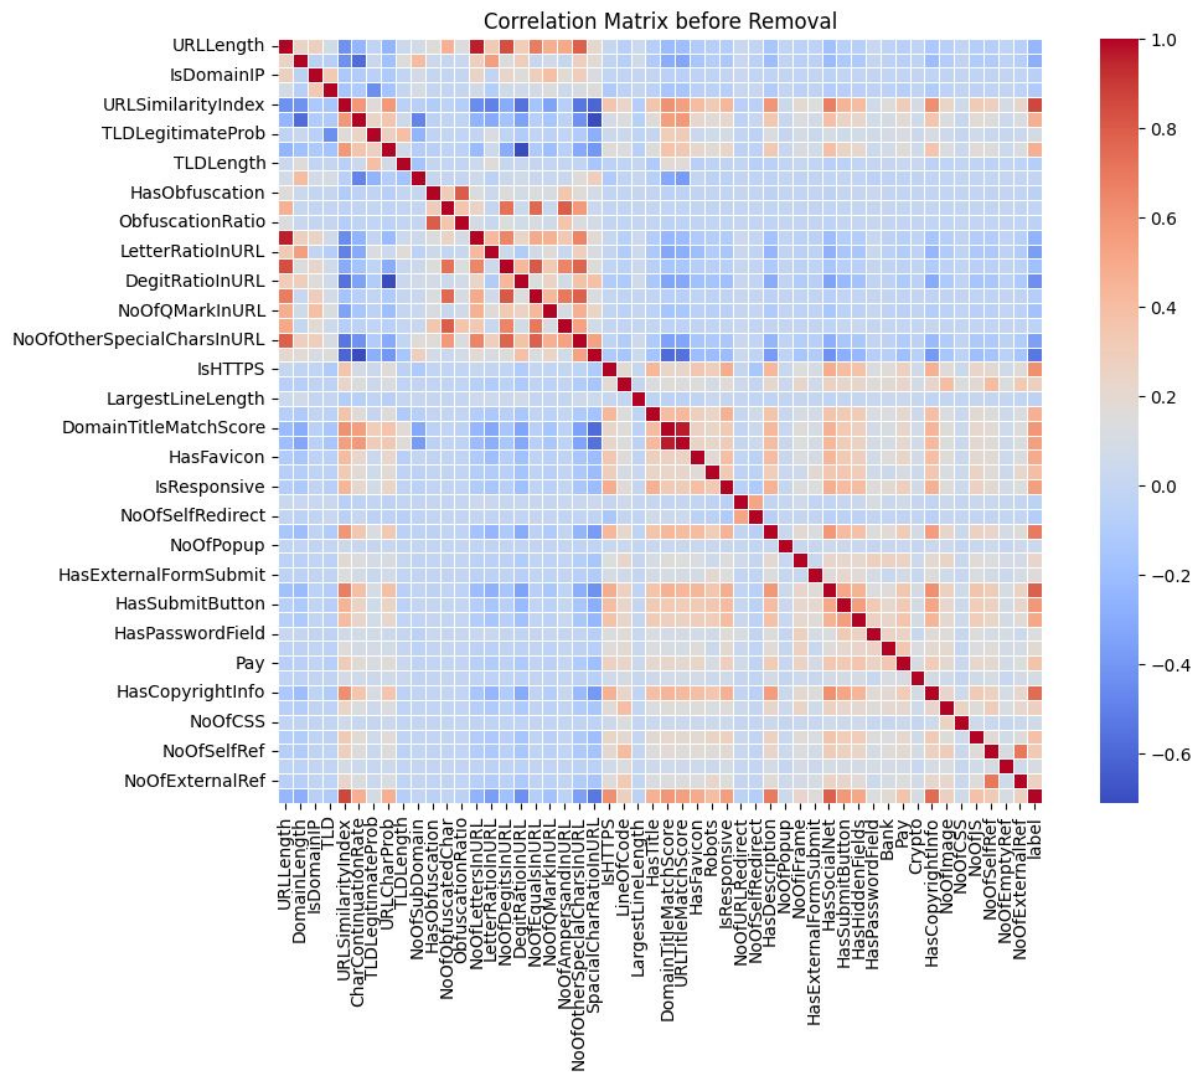 Correlation Matrix before Removal
URLLength
IsDomainIP
URLSimilarityIndex
TLDLegitimateProb
TLDLength
HasObfuscation
ObfuscationRatio
LetterRatioInURL
DegitRatioInURL
NoOfQMarkInURL
NoOfOtherSpecialCharsInURL
IsHTTPS
LargestLineLength
DomainTitleMatchScore
HasFavicon
IsResponsive
NoOfSelfRedirect
NoOfPopup
HasExternalFormSubmit
HasSubmitButton
HasPasswordField
Pay
HasCopyrightInfo
NoOfCSS
NoOfSelfRef
NoOfExternalRef
1.0
0.8
0.6
0.4
0.2
0.0
−0.2
−0.4
−0.6
URLLength
DomainLength
IsDomainIP
TLD
URLSimilarityIndex
CharContinuationRate
TLDLegitimateProb
URLCharProb
TLDLength
NoOfSubDomain
HasObfuscation
NoOfObfuscatedChar
ObfuscationRatio
NoOfLettersInURL
LetterRatioInURL
NoOfDegitsInURL
DegitRatioInURL
NoOfEqualsInURL
NoOfQMarkInURL
NoOfAmpersandInURL
NoOfOtherSpecialCharsInURL
SpacialCharRatioInURL
IsHTTPS
LineOfCode
LargestLineLength
HasTitle
DomainTitleMatchScore
URLTitleMatchScore
HasFavicon
Robots
IsResponsive
NoOfURLRedirect
NoOfSelfRedirect
HasDescription
NoOfPopup
NoOfiFrame
HasExternalFormSubmit
HasSocialNet
HasSubmitButton
HasHiddenFields
HasPasswordField
Bank
Pay
Crypto
HasCopyrightInfo
NoOfImage
NoOfCSS
NoOfJS
NoOfSelfRef
NoOfEmptyRef
NoOfExternalRef
label